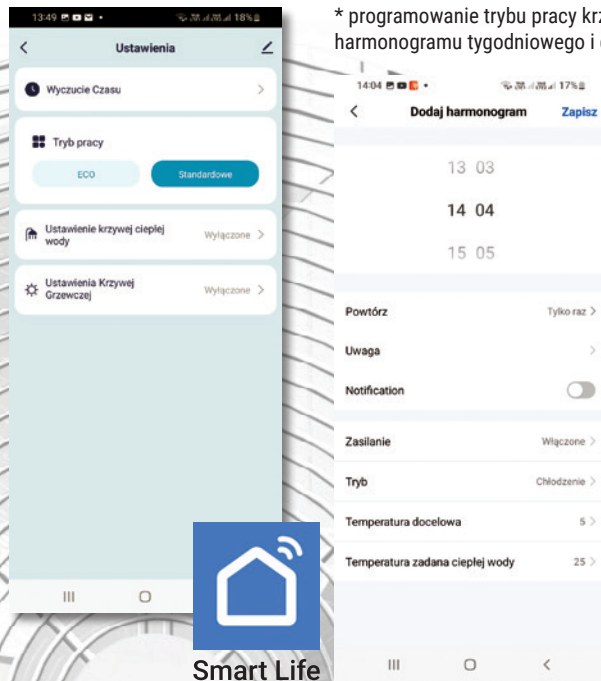 * programowanie trybu pracy krz
harmonogramu tygodniowego i
13:49
18%
Ustawienia
Wyczucie Czasu
Tryb pracy
ECO Standardowe
Ustawienie krzywej ciepłej
wody
Wyłączone
Ustawienia Krzywej
Grzewczej
Wyłączone
Smart Life
14:04
17%
Dodaj harmonogram Zapisz
13 03
14 04
15 05
Powtórz Tylko raz
Uwaga
Notification
Zasilanie Włączone
Tryb Chłodzenie
Temperatura docelowa 5
Temperatura zadana ciepłej wody 25